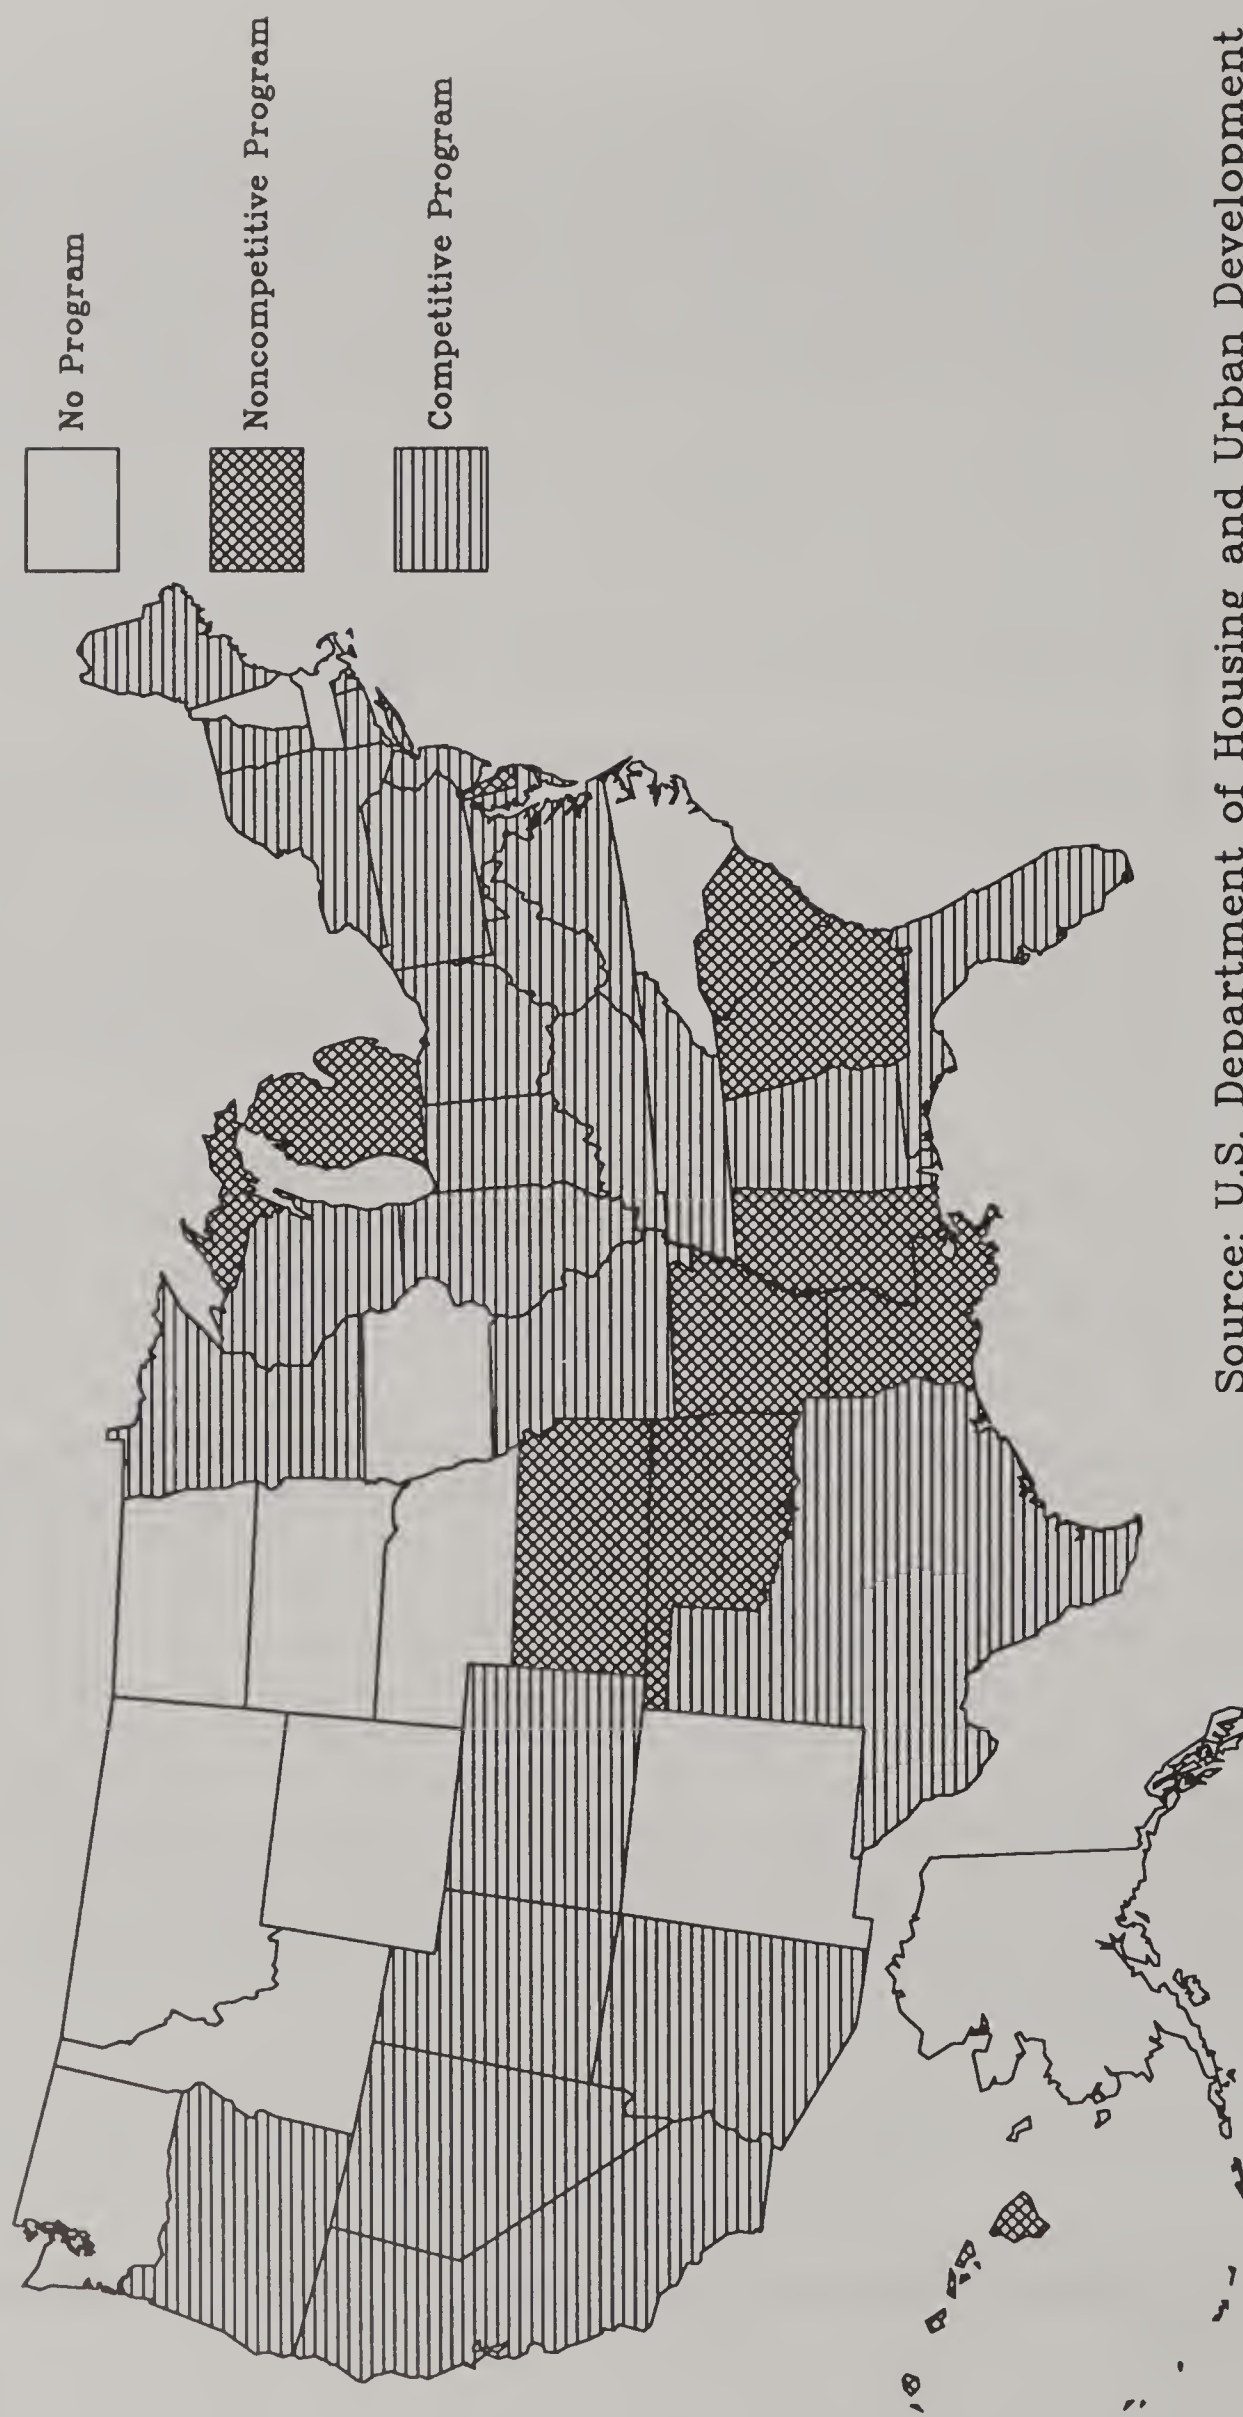 No Program
Noncompetitive Program
Competitive Program
Source: U.S. Department of Housing and Urban Development